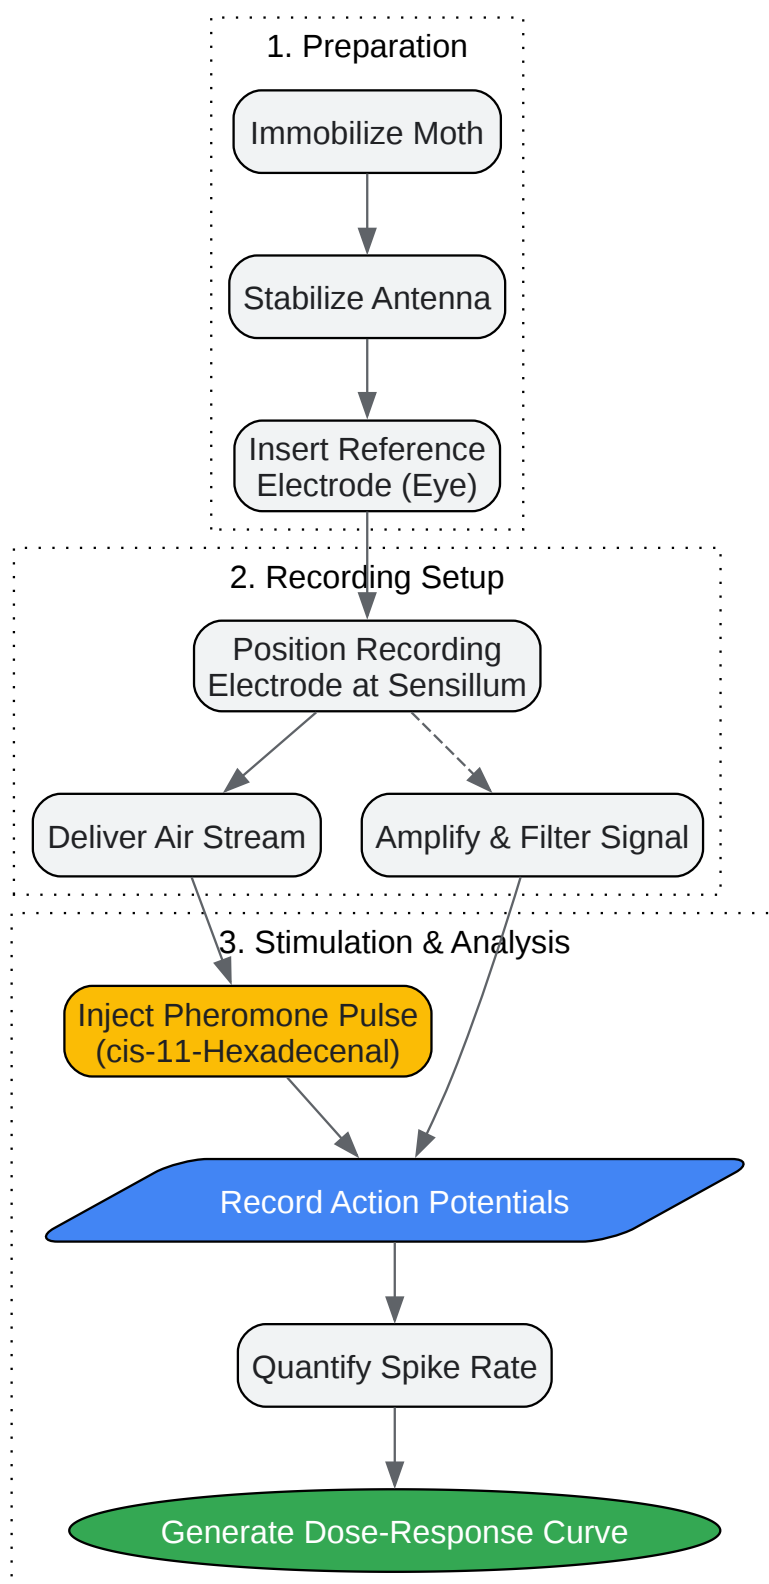 1. Preparation
Immobilize Moth
Stabilize Antenna
Insert Reference
Electrode (Eye)
2. Recording Setup
Position Recording
Electrode at Sensillum
Deliver Air Stream
Amplify & Filter Signal
3. Stimulation & Analysis
Inject Pheromone Pulse
(cis-11-Hexadecenal)
Record Action Potentials
Quantify Spike Rate
Generate Dose-Response Curve